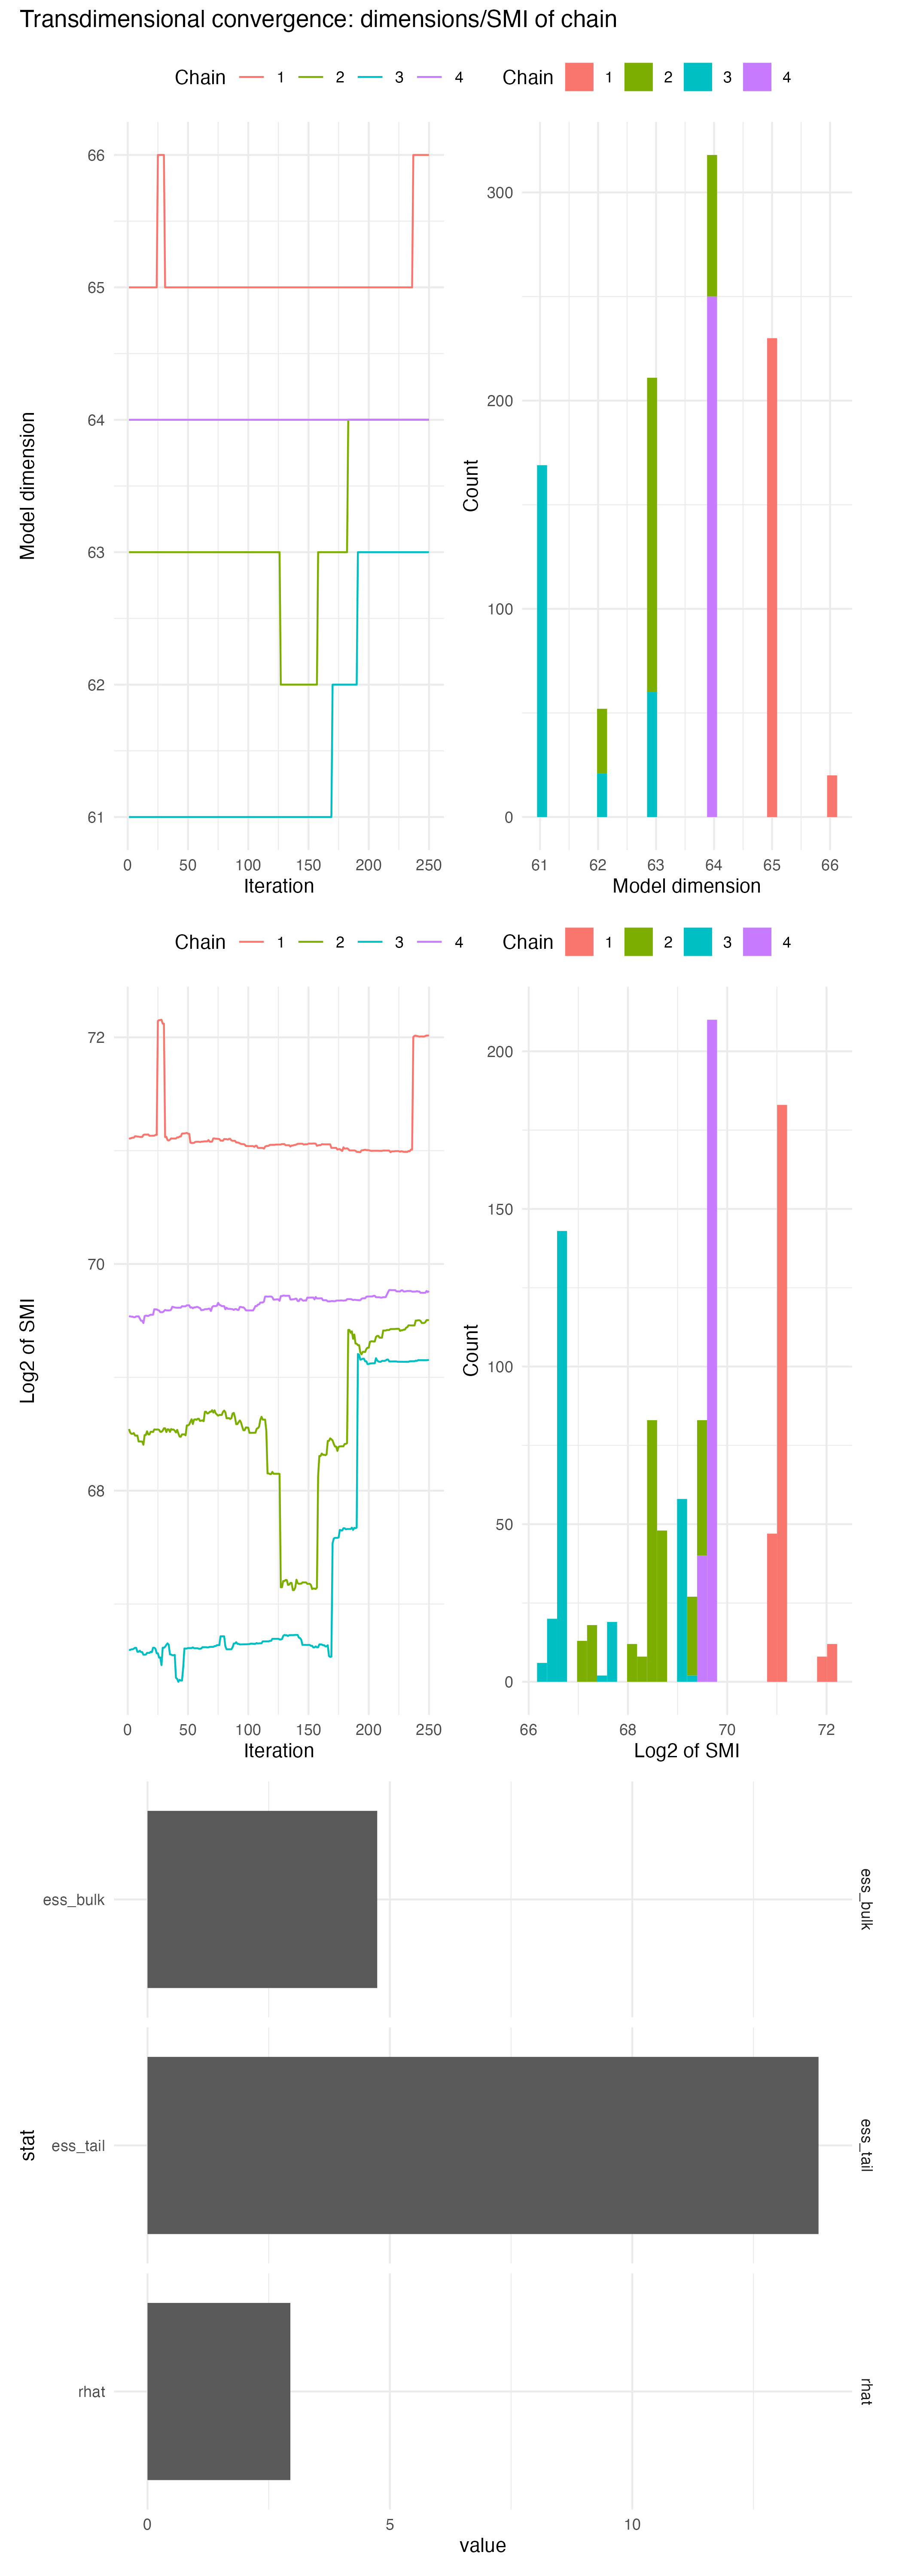 Transdimensional convergence: dimensions/SMI of chain
Chain 1 2 3 4
Chain 1 2 3 4
Model dimension
66
65
64
63
62
61
0 50 100 150 200 250
Iteration
Count
300
200
100
0
61 62 63 64 65 66
Model dimension
Chain 1 2 3 4
Chain 1 2 3 4
Log2 of SMI
72
70
68
0 50 100 150 200 250
Iteration
Count
200
150
100
50
0
66 68 70 72
Log2 of SMI
stat
ess_bulk
ess_bulk
ess_tail
ess_tail
rhat
rhat
0 5 10
value